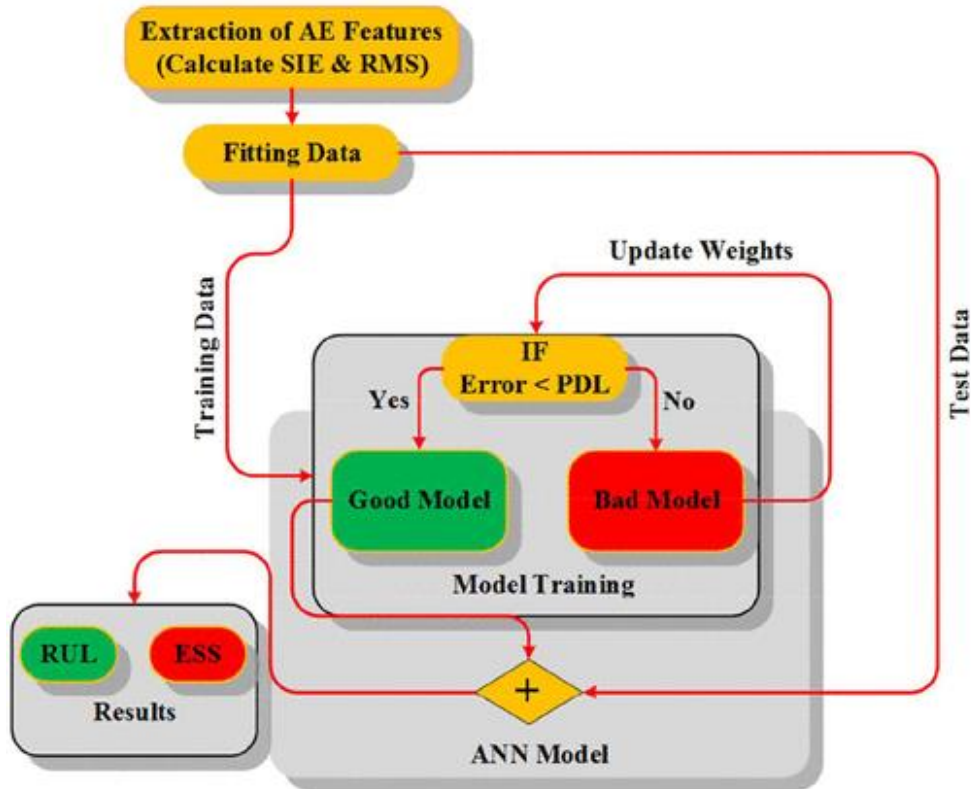 Extraction of AE Features
(Calculate SIE & RMS)
Fitting Data
Update Weights
Training Data
Test Data
IF
Error < PDL
Yes
No
Good Model
Bad Model
Model Training
RUL
ESS
Results
+
ANN Model